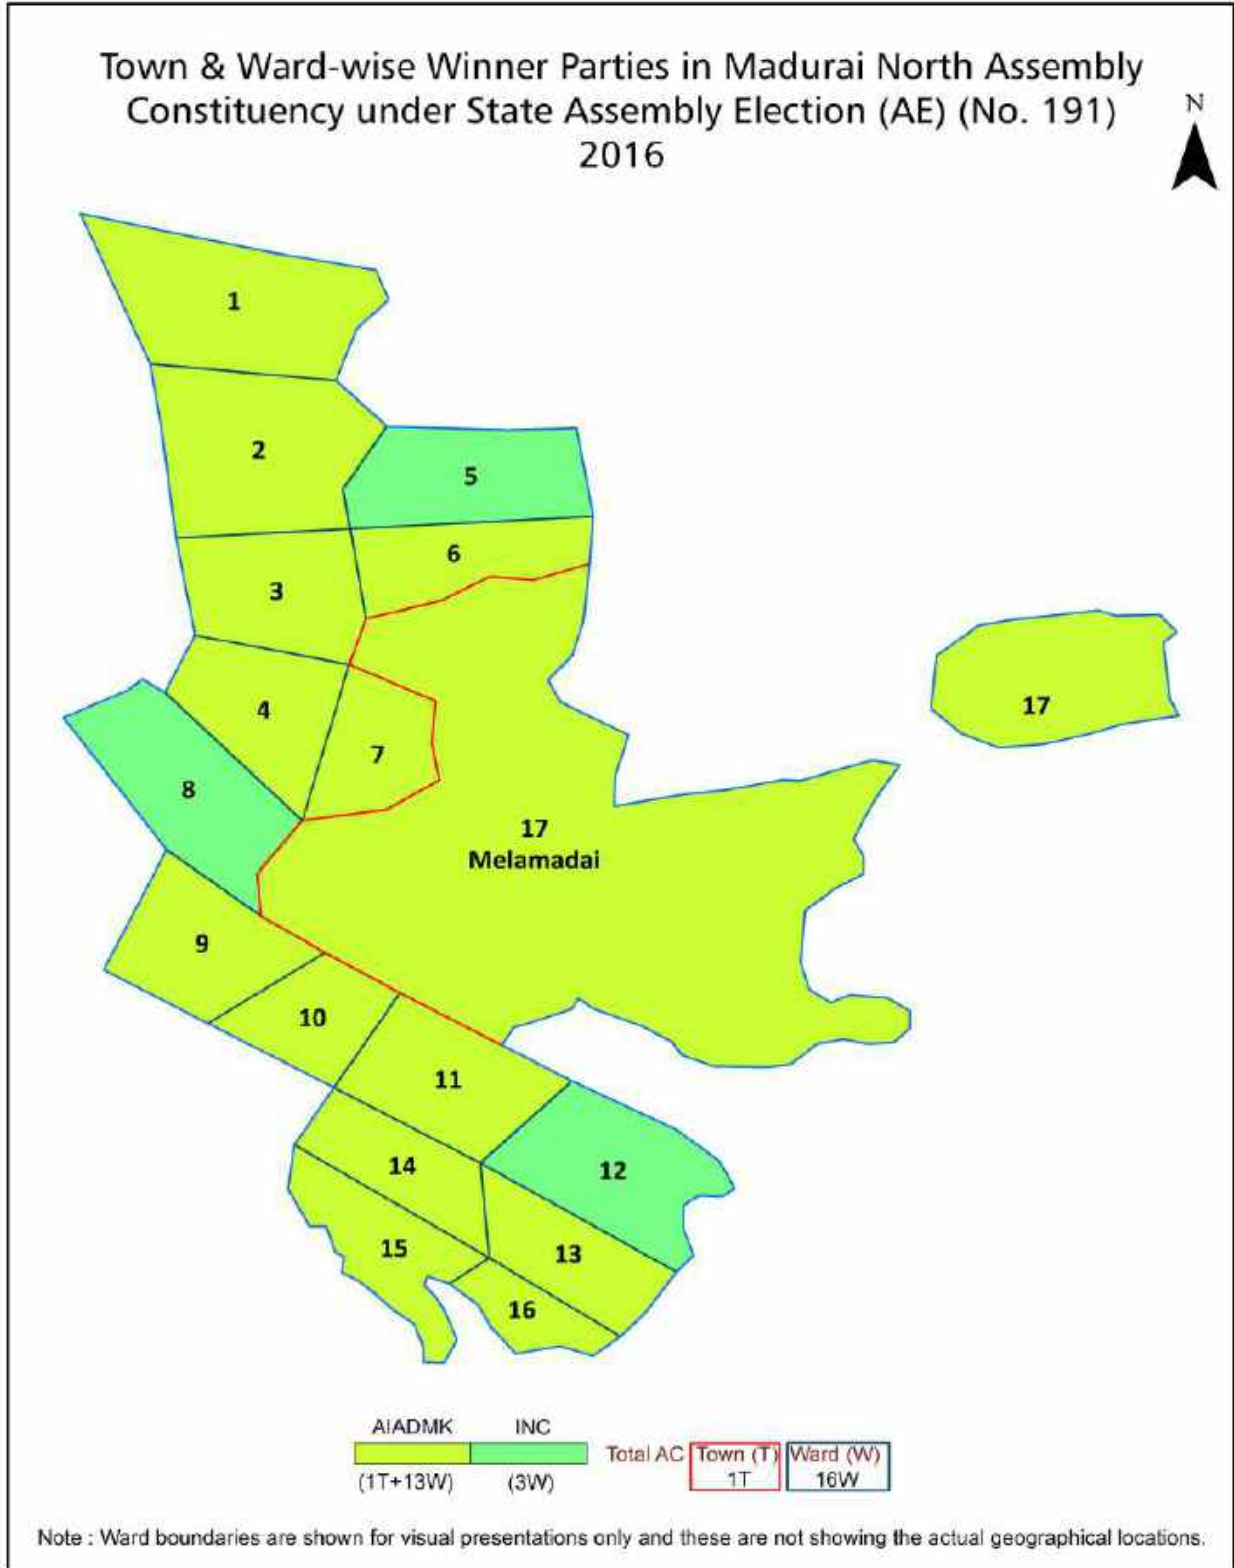 Town & Ward-wise Winner Parties in Madurai North Assembly
Constituency under State Assembly Election (AE) (No. 191)
2016
N
1
2
5
6
3
17
4
7
8
17
Melamadai
9
10
11
12
14
15
13
16
AIADMK INC
Total AC Town (T) Ward (W)
(1T+13W) (3W) 1T 16W
Note : Ward boundaries are shown for visual presentations only and these are not showing the actual geographical locations.